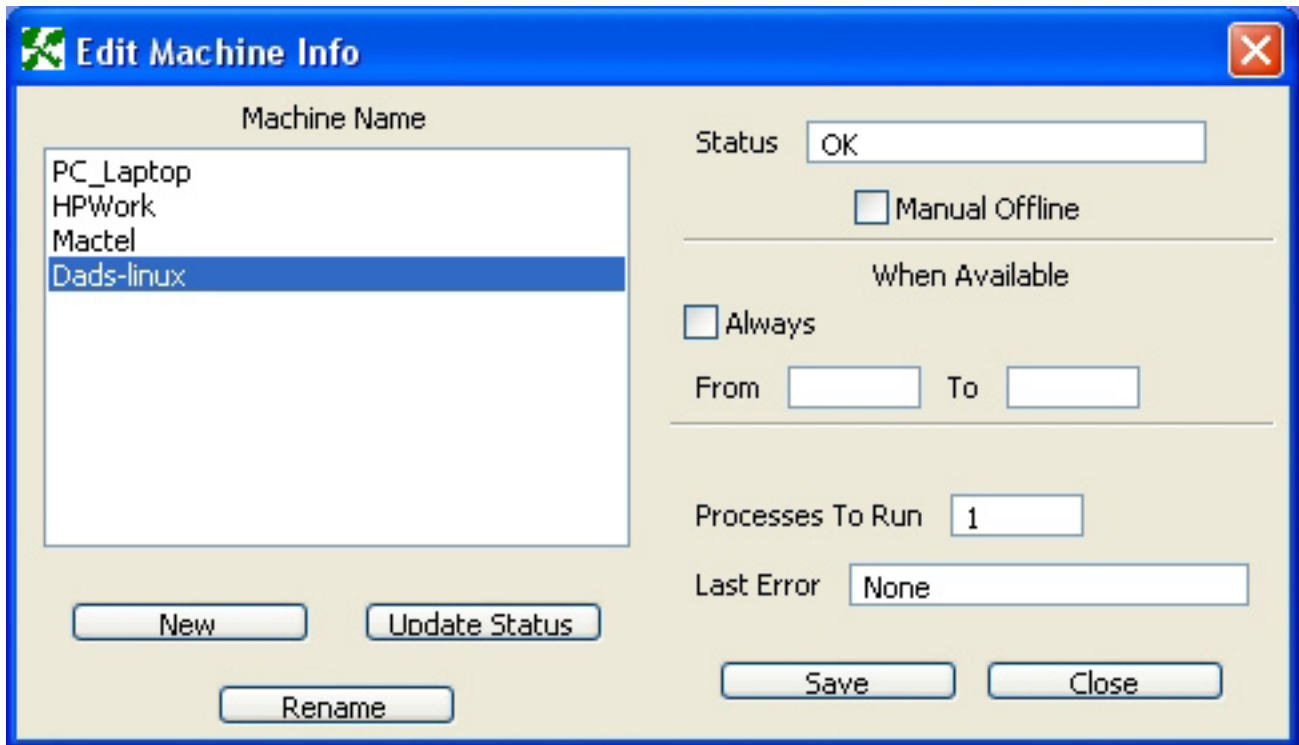 Edit Machine Info
Machine Name
PC_Laptop
HPWork
Mactel
Dads-linux
New
Update Status
Rename
Status OK
Manual Offline
When Available
Always
From To
Processes To Run 1
Last Error None
Save Close